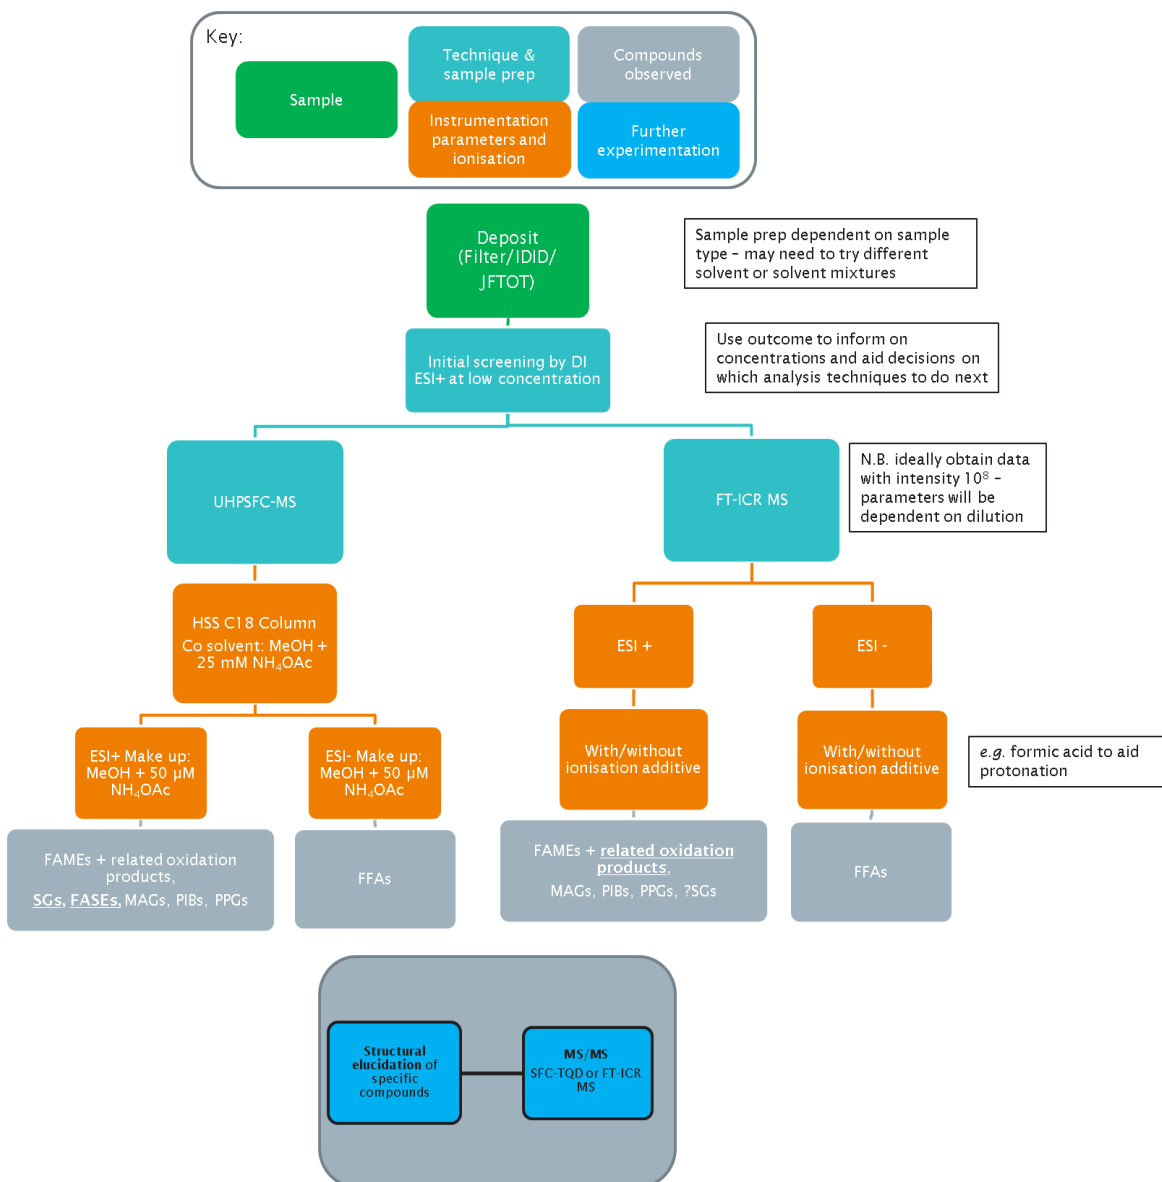 Key:
Sample
Technique &
sample prep
Compounds
observed
Instrumentation
parameters and
ionisation
Further
experimentation
Deposit
(Filter/IDID/
JFTOT)
Sample prep dependent on sample
type – may need to try different
solvent or solvent mixtures
Initial screening by DI
ESI+ at low concentration
Use outcome to inform on
concentrations and aid decisions on
which analysis techniques to do next
UHPSFC-MS
FT-ICR MS
N.B. ideally obtain data
with intensity 10⁸ –
parameters will be
dependent on dilution
HSS C18 Column
Co solvent: MeOH +
25 mM NH₄OAc
ESI +
ESI -
ESI+ Make up:
MeOH + 50 µM
NH₄OAc
ESI- Make up:
MeOH + 50 µM
NH₄OAc
With/without
ionisation additive
With/without
ionisation additive
e.g. formic acid to aid
protonation
FAMEs + related oxidation
products,
SGs, FASEs, MAGs, PIBs, PPGs
FFAs
FAMEs + related oxidation
products,
MAGs, PIBs, PPGs, ?SGs
FFAs
Structural
elucidation of
specific
compounds
MS/MS
SFC-TQD or FT-ICR
MS